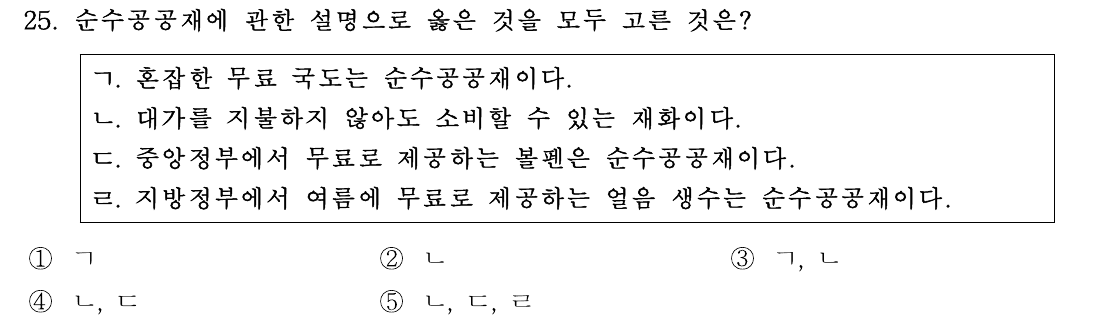 25. 순수공공재에 관한 설명으로 옳은 것을 모두 고른 것은?
ㄱ. 혼잡한 무료 국도는 순수공공재이다.
ㄴ. 대가를 지불하지 않아도 소비할 수 있는 재화이다.
ㄷ. 중앙정부에서 무료로 제공하는 볼펜은 순수공공재이다.
ㄹ. 지방정부에서 여름에 무료로 제공하는 얼음 생수는 순수공공재이다.
① ㄱ ② ㄴ ③ ㄱ, ㄴ
④ ㄴ, ㄷ ⑤ ㄴ, ㄷ, ㄹ